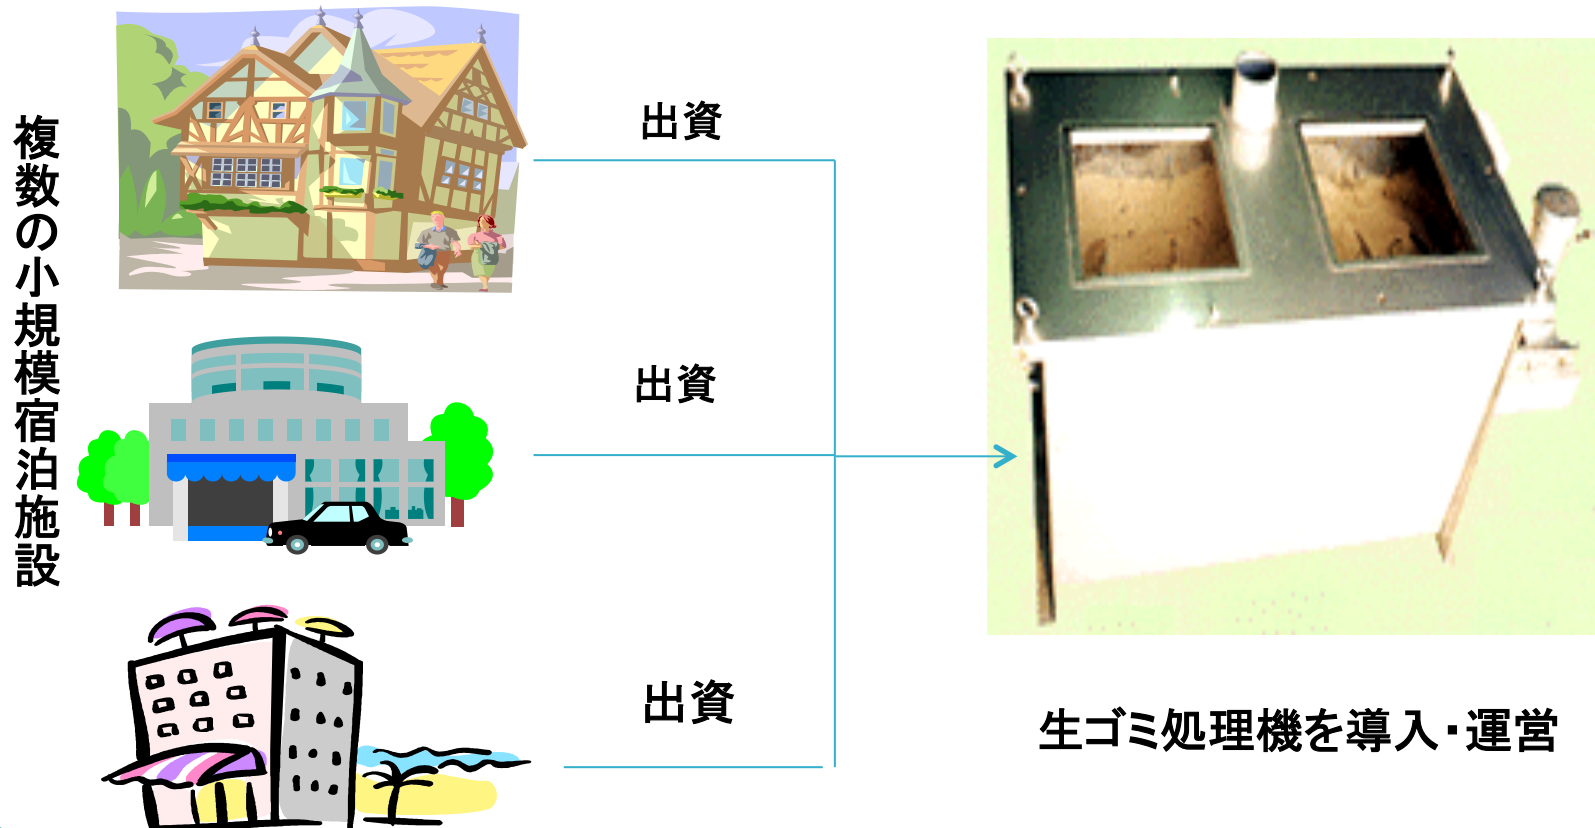 複数の小規模宿泊施設
出資
出資
出資
生ゴミ処理機を導入・運営